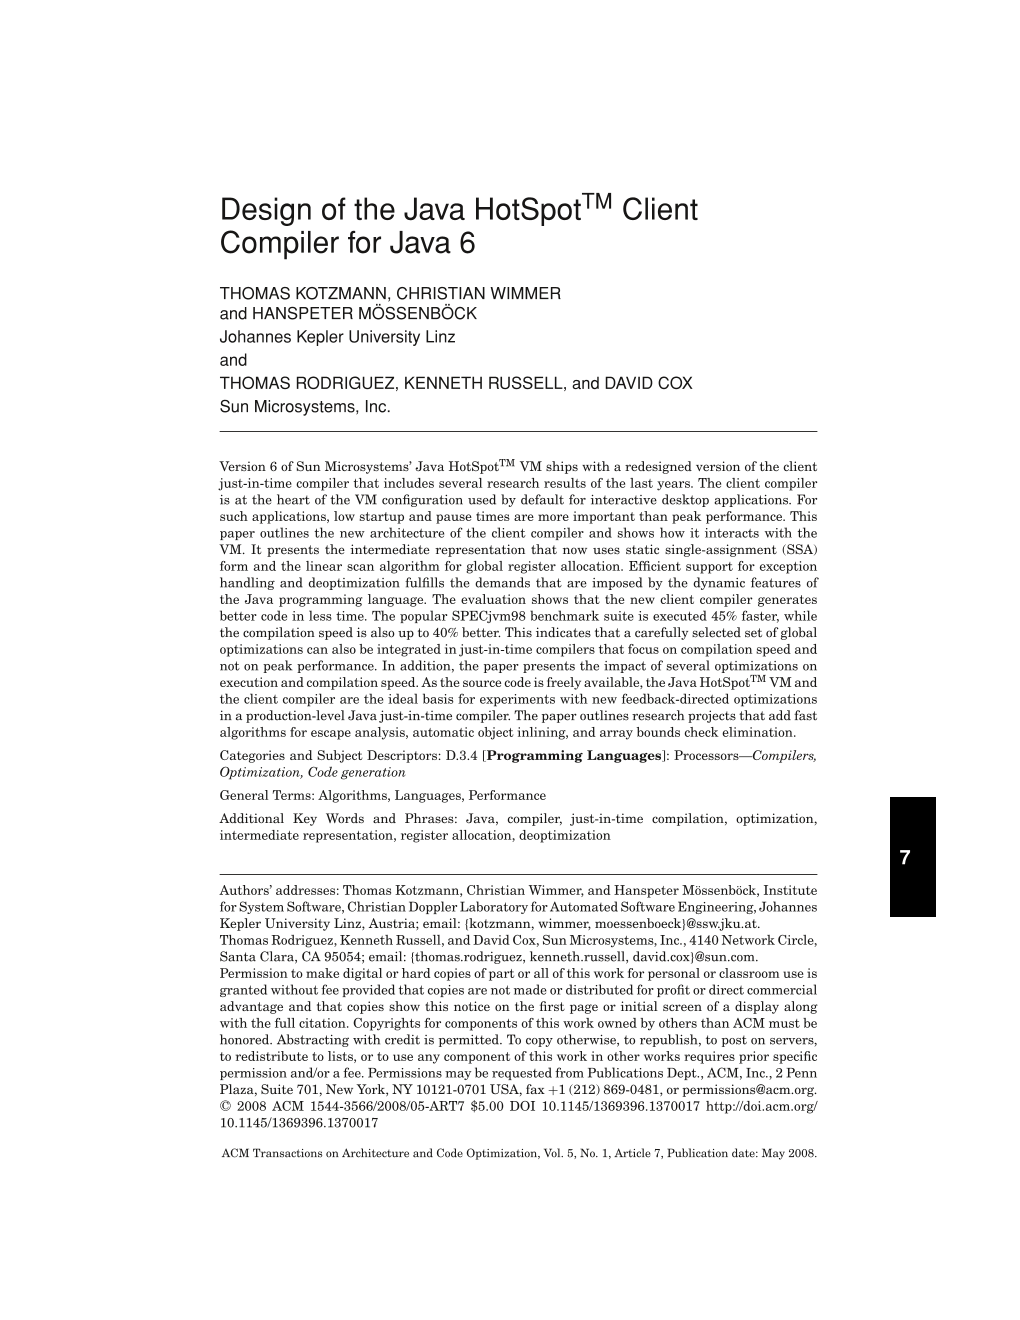 Design of the Java HotSpotTM Client
Compiler for Java 6
THOMAS KOTZMANN, CHRISTIAN WIMMER
and HANSPETER MÖSSENBÖCK
Johannes Kepler University Linz
and
THOMAS RODRIGUEZ, KENNETH RUSSELL, and DAVID COX
Sun Microsystems, Inc.
Version 6 of Sun Microsystems' Java HotSpotTM VM ships with a redesigned version of the client
just-in-time compiler that includes several research results of the last years. The client compiler
is at the heart of the VM configuration used by default for interactive desktop applications. For
such applications, low startup and pause times are more important than peak performance. This
paper outlines the new architecture of the client compiler and shows how it interacts with the
VM. It presents the intermediate representation that now uses static single-assignment (SSA)
form and the linear scan algorithm for global register allocation. Efficient support for exception
handling and deoptimization fulfills the demands that are imposed by the dynamic features of
the Java programming language. The evaluation shows that the new client compiler generates
better code in less time. The popular SPECjvm98 benchmark suite is executed 45% faster, while
the compilation speed is also up to 40% better. This indicates that a carefully selected set of global
optimizations can also be integrated in just-in-time compilers that focus on compilation speed and
not on peak performance. In addition, the paper presents the impact of several optimizations on
execution and compilation speed. As the source code is freely available, the Java HotSpotTM VM and
the client compiler are the ideal basis for experiments with new feedback-directed optimizations
in a production-level Java just-in-time compiler. The paper outlines research projects that add fast
algorithms for escape analysis, automatic object inlining, and array bounds check elimination.
Categories and Subject Descriptors: D.3.4 [Programming Languages]: Processors—Compilers,
Optimization, Code generation
General Terms: Algorithms, Languages, Performance
Additional Key Words and Phrases: Java, compiler, just-in-time compilation, optimization,
intermediate representation, register allocation, deoptimization
7
Authors' addresses: Thomas Kotzmann, Christian Wimmer, and Hanspeter Mössenböck, Institute
for System Software, Christian Doppler Laboratory for Automated Software Engineering, Johannes
Kepler University Linz, Austria; email: {kotzmann, wimmer, moessenboeck}@ssw.jku.at.
Thomas Rodriguez, Kenneth Russell, and David Cox, Sun Microsystems, Inc., 4140 Network Circle,
Santa Clara, CA 95054; email: {thomas.rodriguez, kenneth.russell, david.cox}@sun.com.
Permission to make digital or hard copies of part or all of this work for personal or classroom use is
granted without fee provided that copies are not made or distributed for profit or direct commercial
advantage and that copies show this notice on the first page or initial screen of a display along
with the full citation. Copyrights for components of this work owned by others than ACM must be
honored. Abstracting with credit is permitted. To copy otherwise, to republish, to post on servers,
to redistribute to lists, or to use any component of this work in other works requires prior specific
permission and/or a fee. Permissions may be requested from Publications Dept., ACM, Inc., 2 Penn
Plaza, Suite 701, New York, NY 10121-0701 USA, fax +1 (212) 869-0481, or permissions@acm.org.
© 2008 ACM 1544-3566/2008/05-ART7 $5.00 DOI 10.1145/1369396.1370017 http://doi.acm.org/
10.1145/1369396.1370017
ACM Transactions on Architecture and Code Optimization, Vol. 5, No. 1, Article 7, Publication date: May 2008.